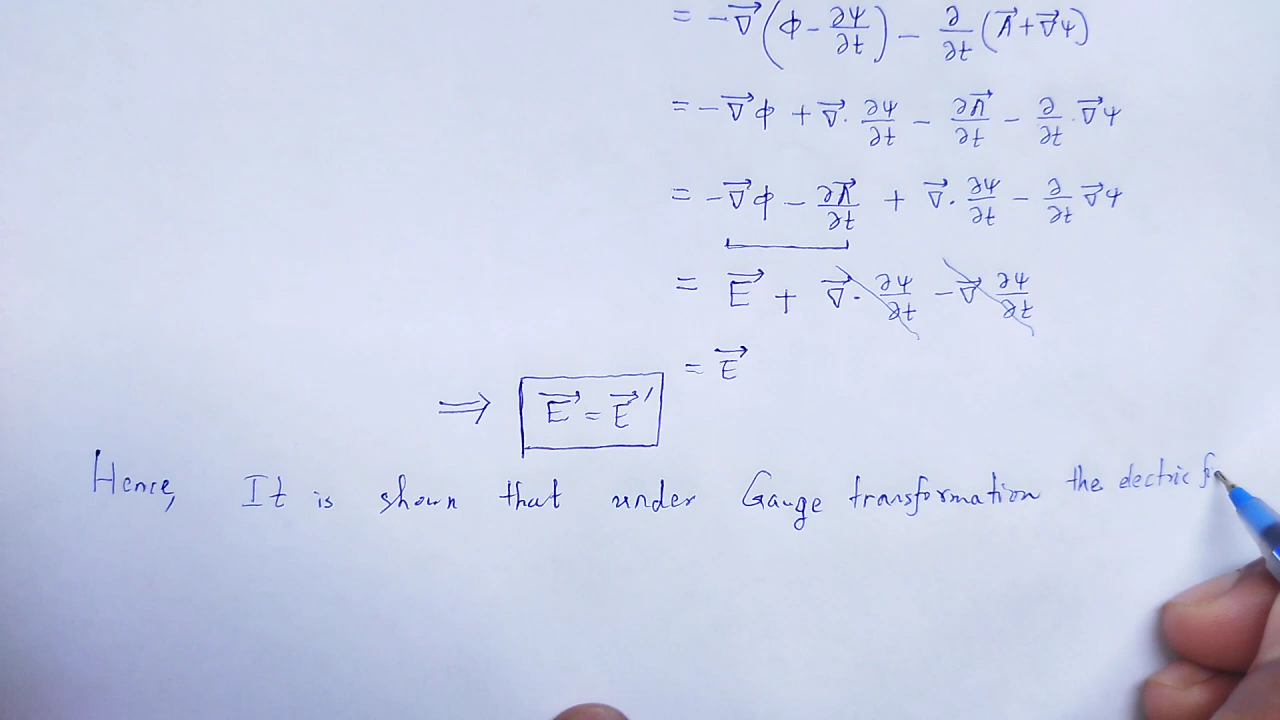 = -∇⃗(ϕ - ∂ψ/∂t) - ∂/∂t (A⃗ + ∇⃗ψ)
= -∇⃗ϕ + ∇⃗. ∂ψ/∂t - ∂A⃗/∂t - ∂/∂t . ∇⃗ψ
= -∇⃗ϕ - ∂A⃗/∂t + ∇⃗. ∂ψ/∂t - ∂/∂t ∇⃗ψ
= E⃗ + ∇⃗. ∂ψ/∂t - ∇⃗ ∂ψ/∂t
= E⃗
⟹ E⃗ = E⃗′
Hence, It is shown that under Gauge transformation the electric